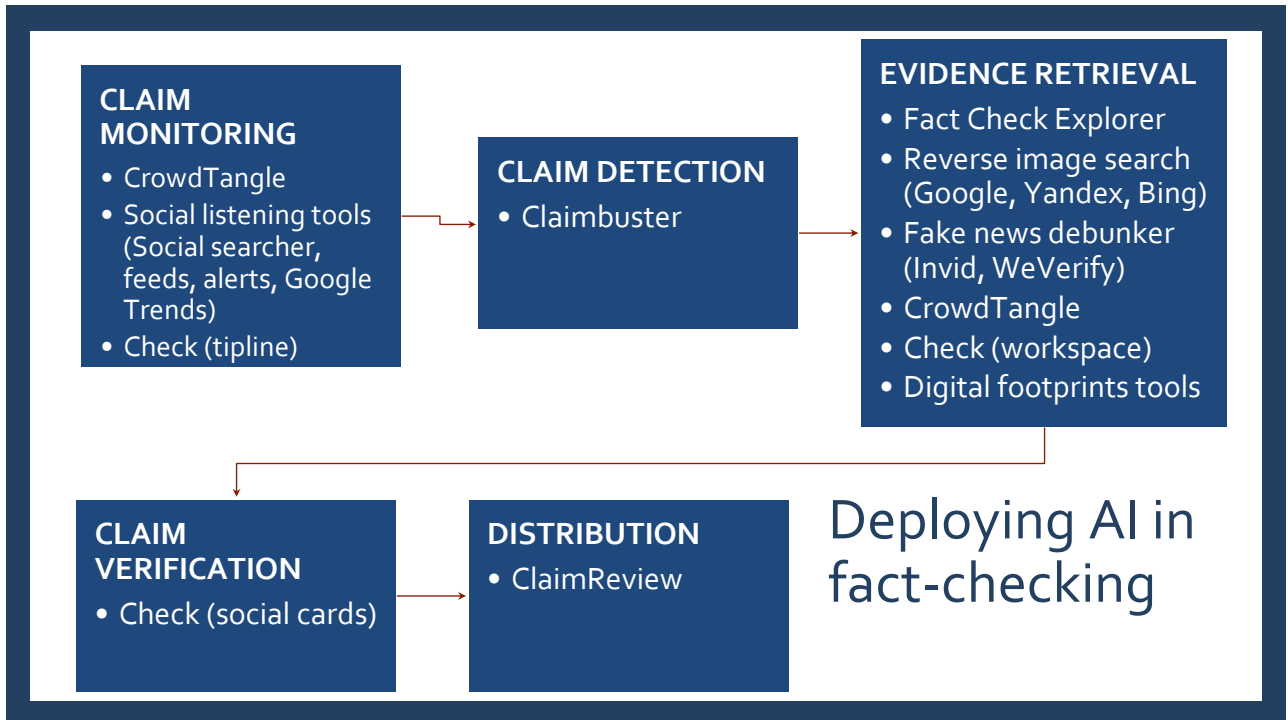 CLAIM
MONITORING
• CrowdTangle
• Social listening tools
(Social searcher,
feeds, alerts, Google
Trends)
• Check (tipline)
CLAIM DETECTION
• Claimbuster
EVIDENCE RETRIEVAL
• Fact Check Explorer
• Reverse image search
(Google, Yandex, Bing)
• Fake news debunker
(Invid, WeVerify)
• CrowdTangle
• Check (workspace)
• Digital footprints tools
CLAIM
VERIFICATION
• Check (social cards)
DISTRIBUTION
• ClaimReview
Deploying AI in
fact-checking